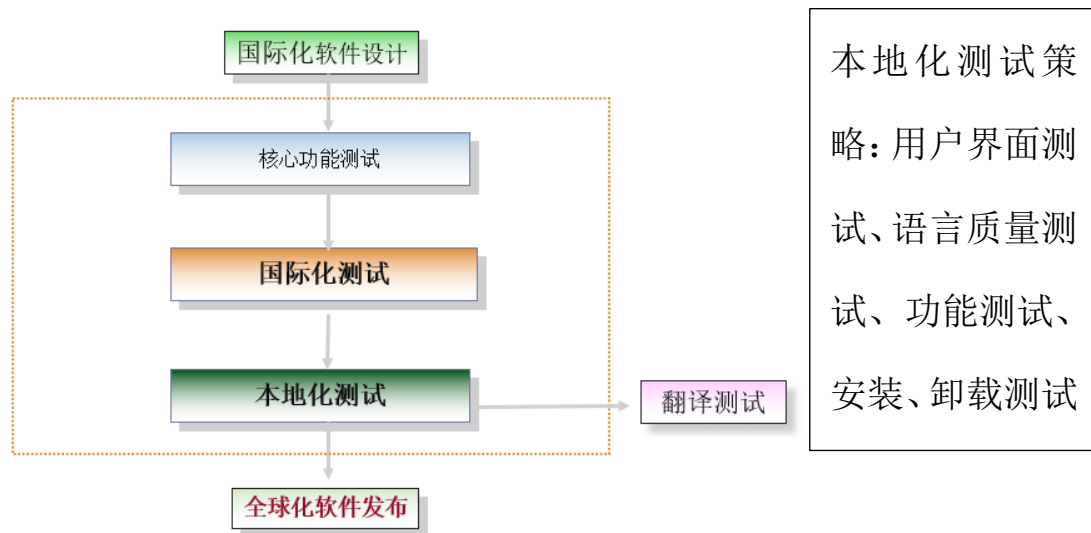 国际化软件设计
核心功能测试
国际化测试
本地化测试
翻译测试
全球化软件发布
本地化测试策
略：用户界面测
试、语言质量测
试、功能测试、
安装、卸载测试